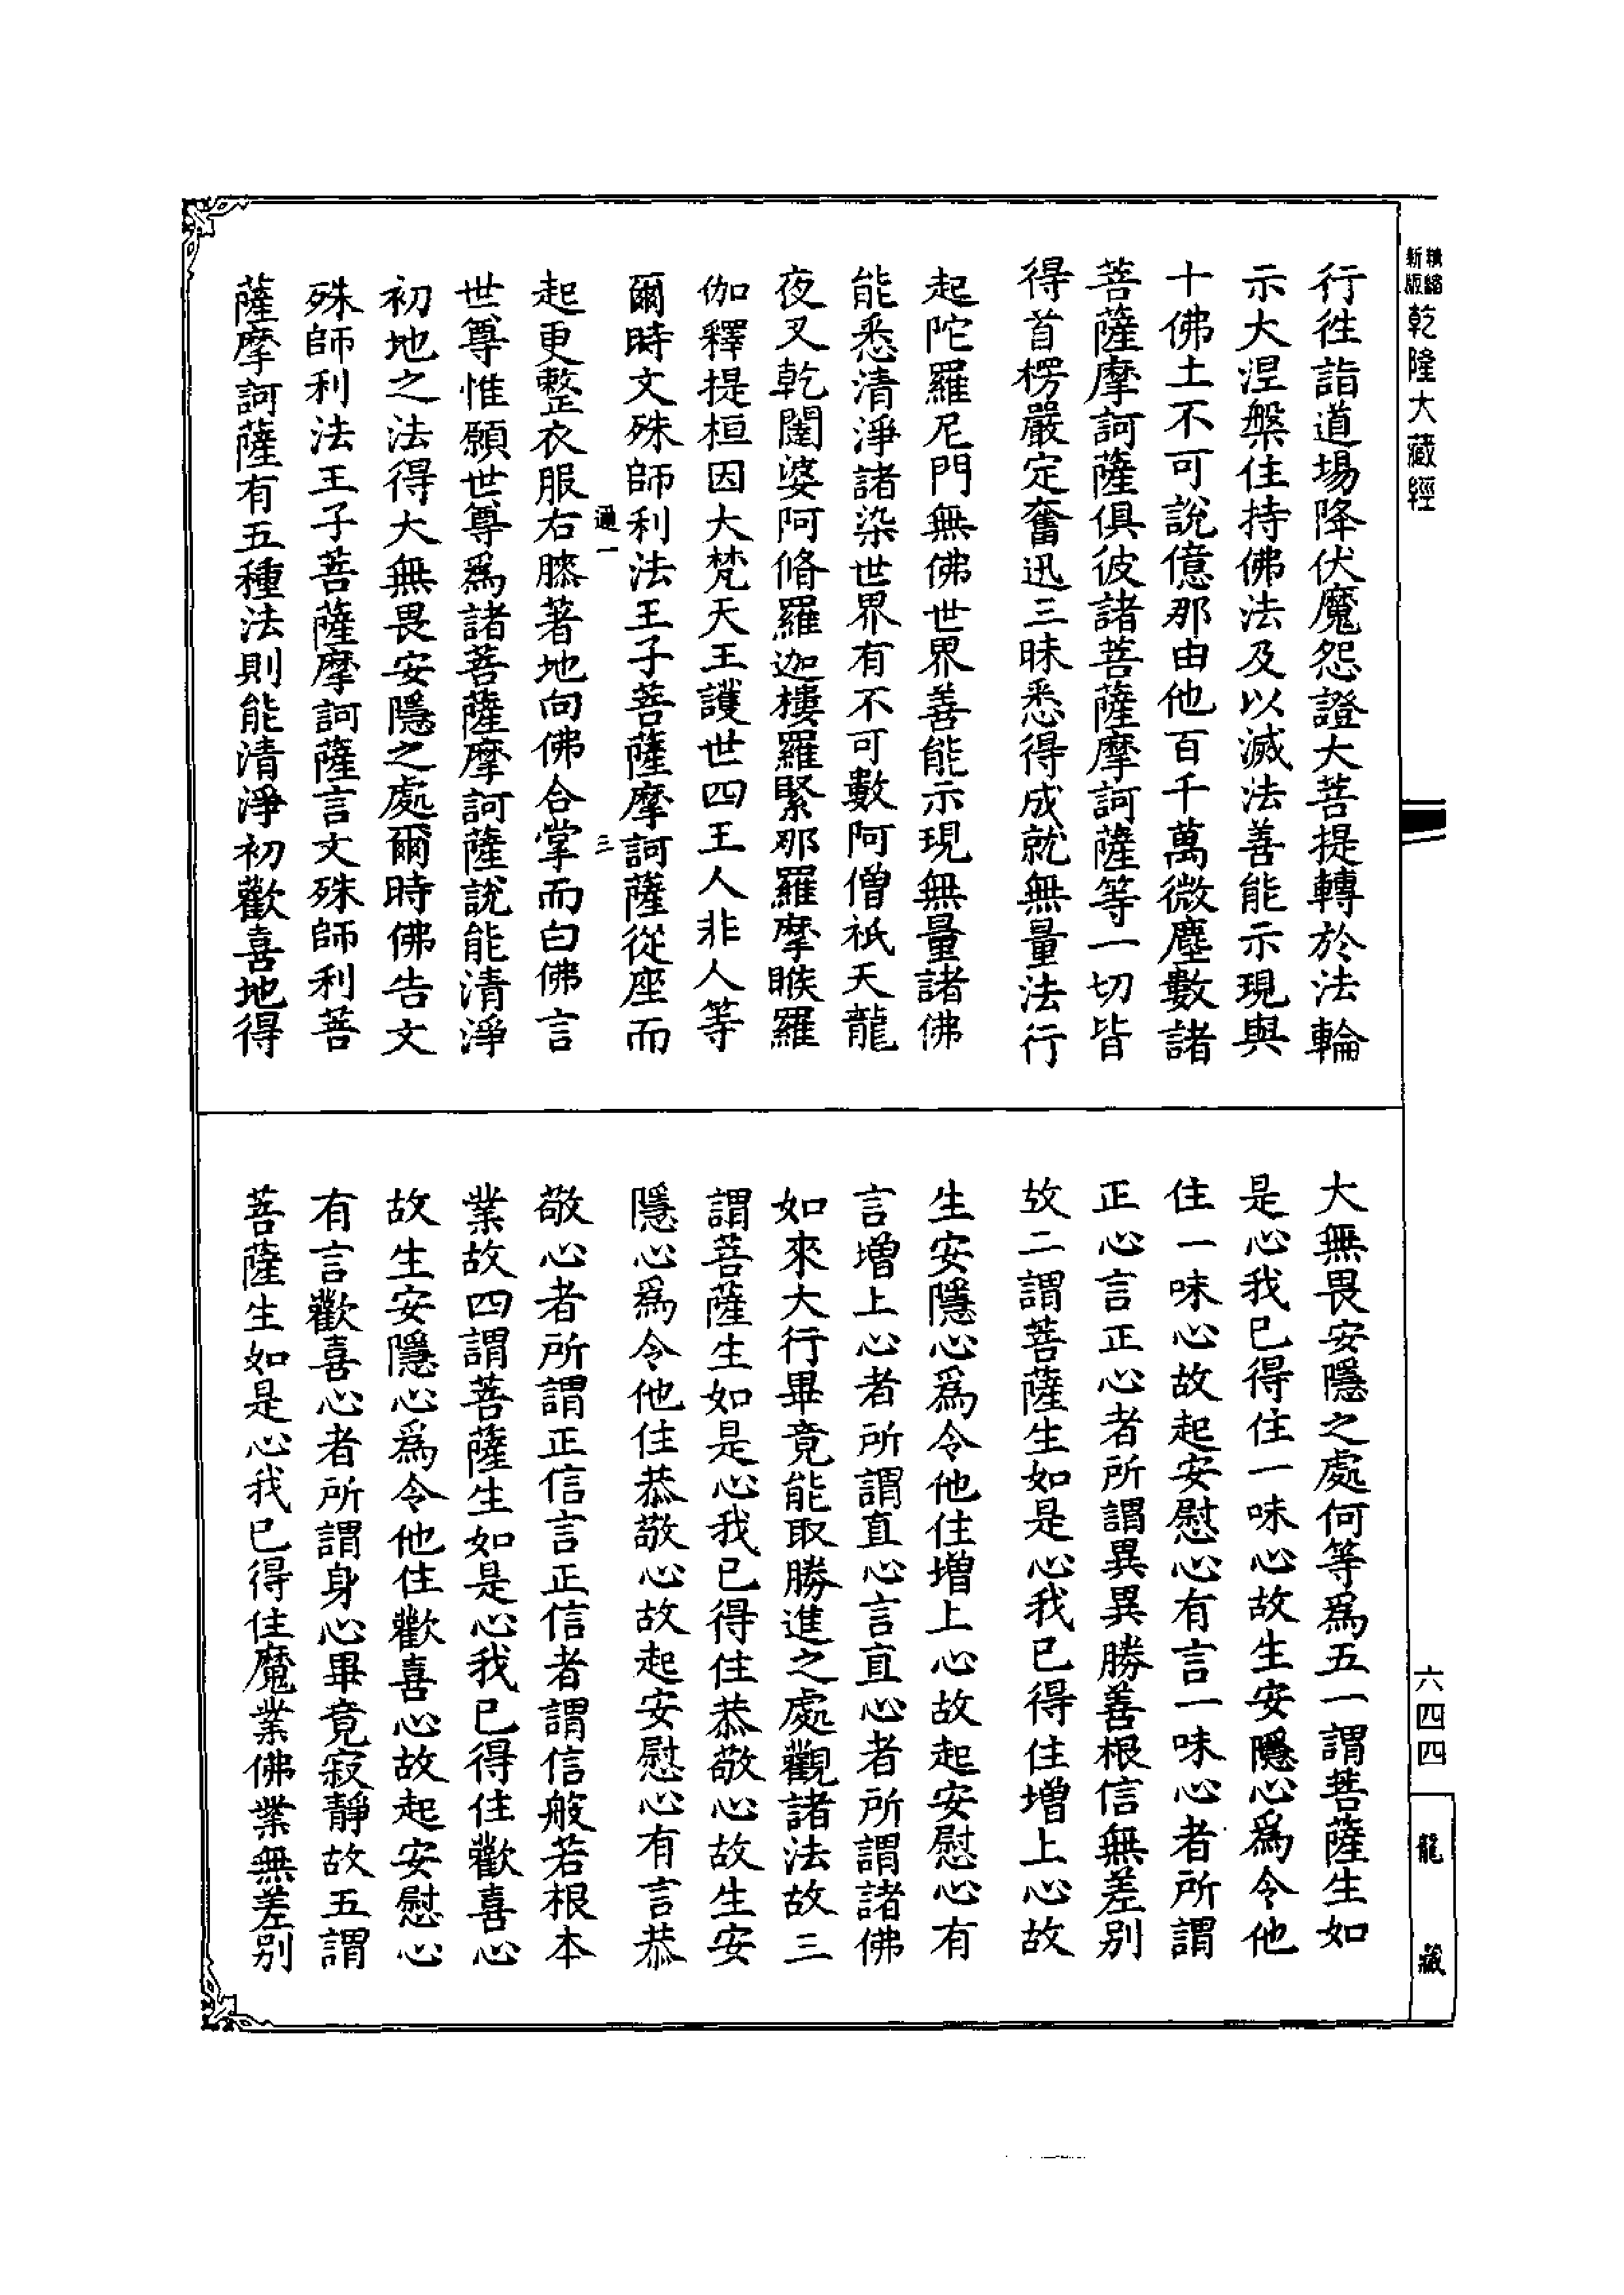 精縮新版乾隆大藏經
行往詣道場降伏魔怨證大菩提轉於法輪
示大涅槃住持佛法及以滅法善能示現與
十佛土不可說億那由他百千萬微塵數諸
菩薩摩訶薩俱彼諸菩薩摩訶薩等一切皆
得首楞嚴定奮迅三昧悉得成就無量法行
起陀羅尼門無佛世界善能示現無量諸佛
能悉清淨諸染世界有不可數阿僧祇天龍
夜叉乾闥婆阿脩羅迦樓羅緊那羅摩睺羅
伽釋提桓因大梵天王護世四王人非人等
爾時文殊師利法王子菩薩摩訶薩從座而
通一
三
起更整衣服右膝著地向佛合掌而白佛言
世尊惟願世尊爲諸菩薩摩訶薩說能清淨
初地之法得大無畏安隱之處爾時佛告文
殊師利法王子菩薩摩訶薩言文殊師利菩
薩摩訶薩有五種法則能清淨初歡喜地得
大無畏安隱之處何等爲五一謂菩薩生如
是心我已得住一味心故生安隱心爲令他
住一味心故起安慰心有言一味心者所謂
正心言正心者所謂異異勝善根信無差別
故二謂菩薩生如是心我已得住增上心故
生安隱心爲令他住增上心故起安慰心有
言增上心者所謂直心言直心者所謂諸佛
如來大行畢竟能取勝進之處觀諸法故三
謂菩薩生如是心我已得住恭敬心故生安
隱心爲令他住恭敬心故起安慰心有言恭
敬心者所謂正信言正信者謂信般若根本
業故四謂菩薩生如是心我已得住歡喜心
故生安隱心爲令他住歡喜心故起安慰心
有言歡喜心者所謂身心畢竟寂靜故五謂
菩薩生如是心我已得住魔業佛業無差別
六四四
龍藏